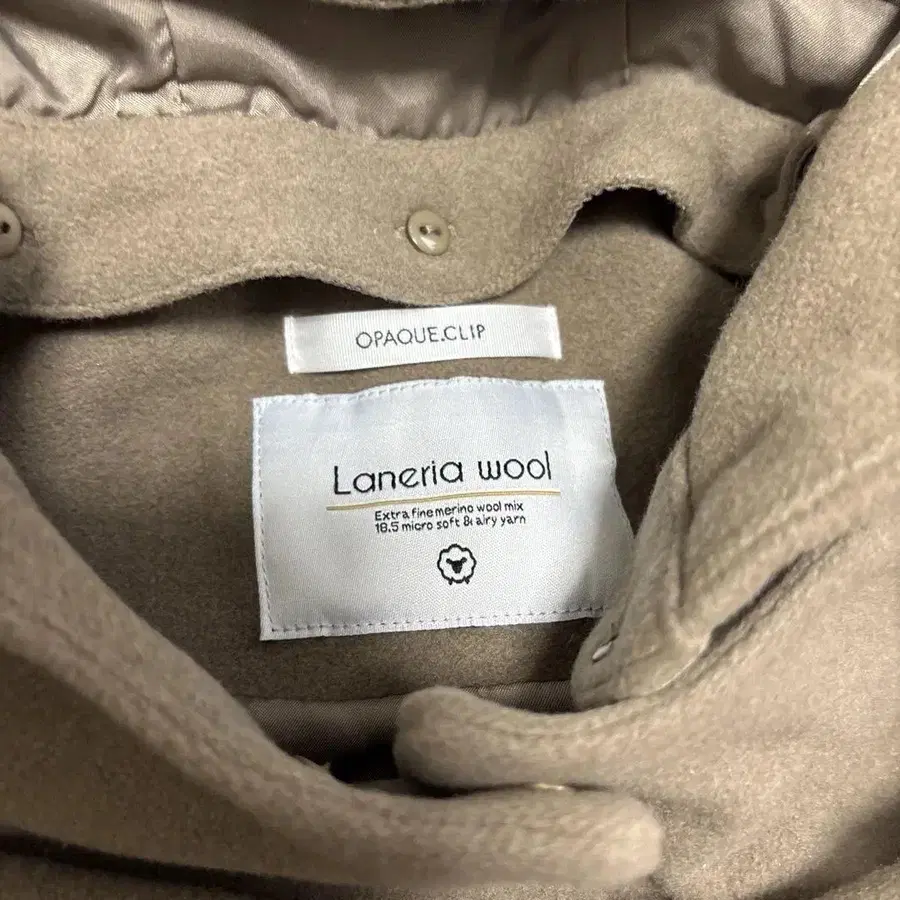 OPAQUE.CLIP
Laneria wool
Extra fine merino wool mix
18.5 micro soft & airy yarn